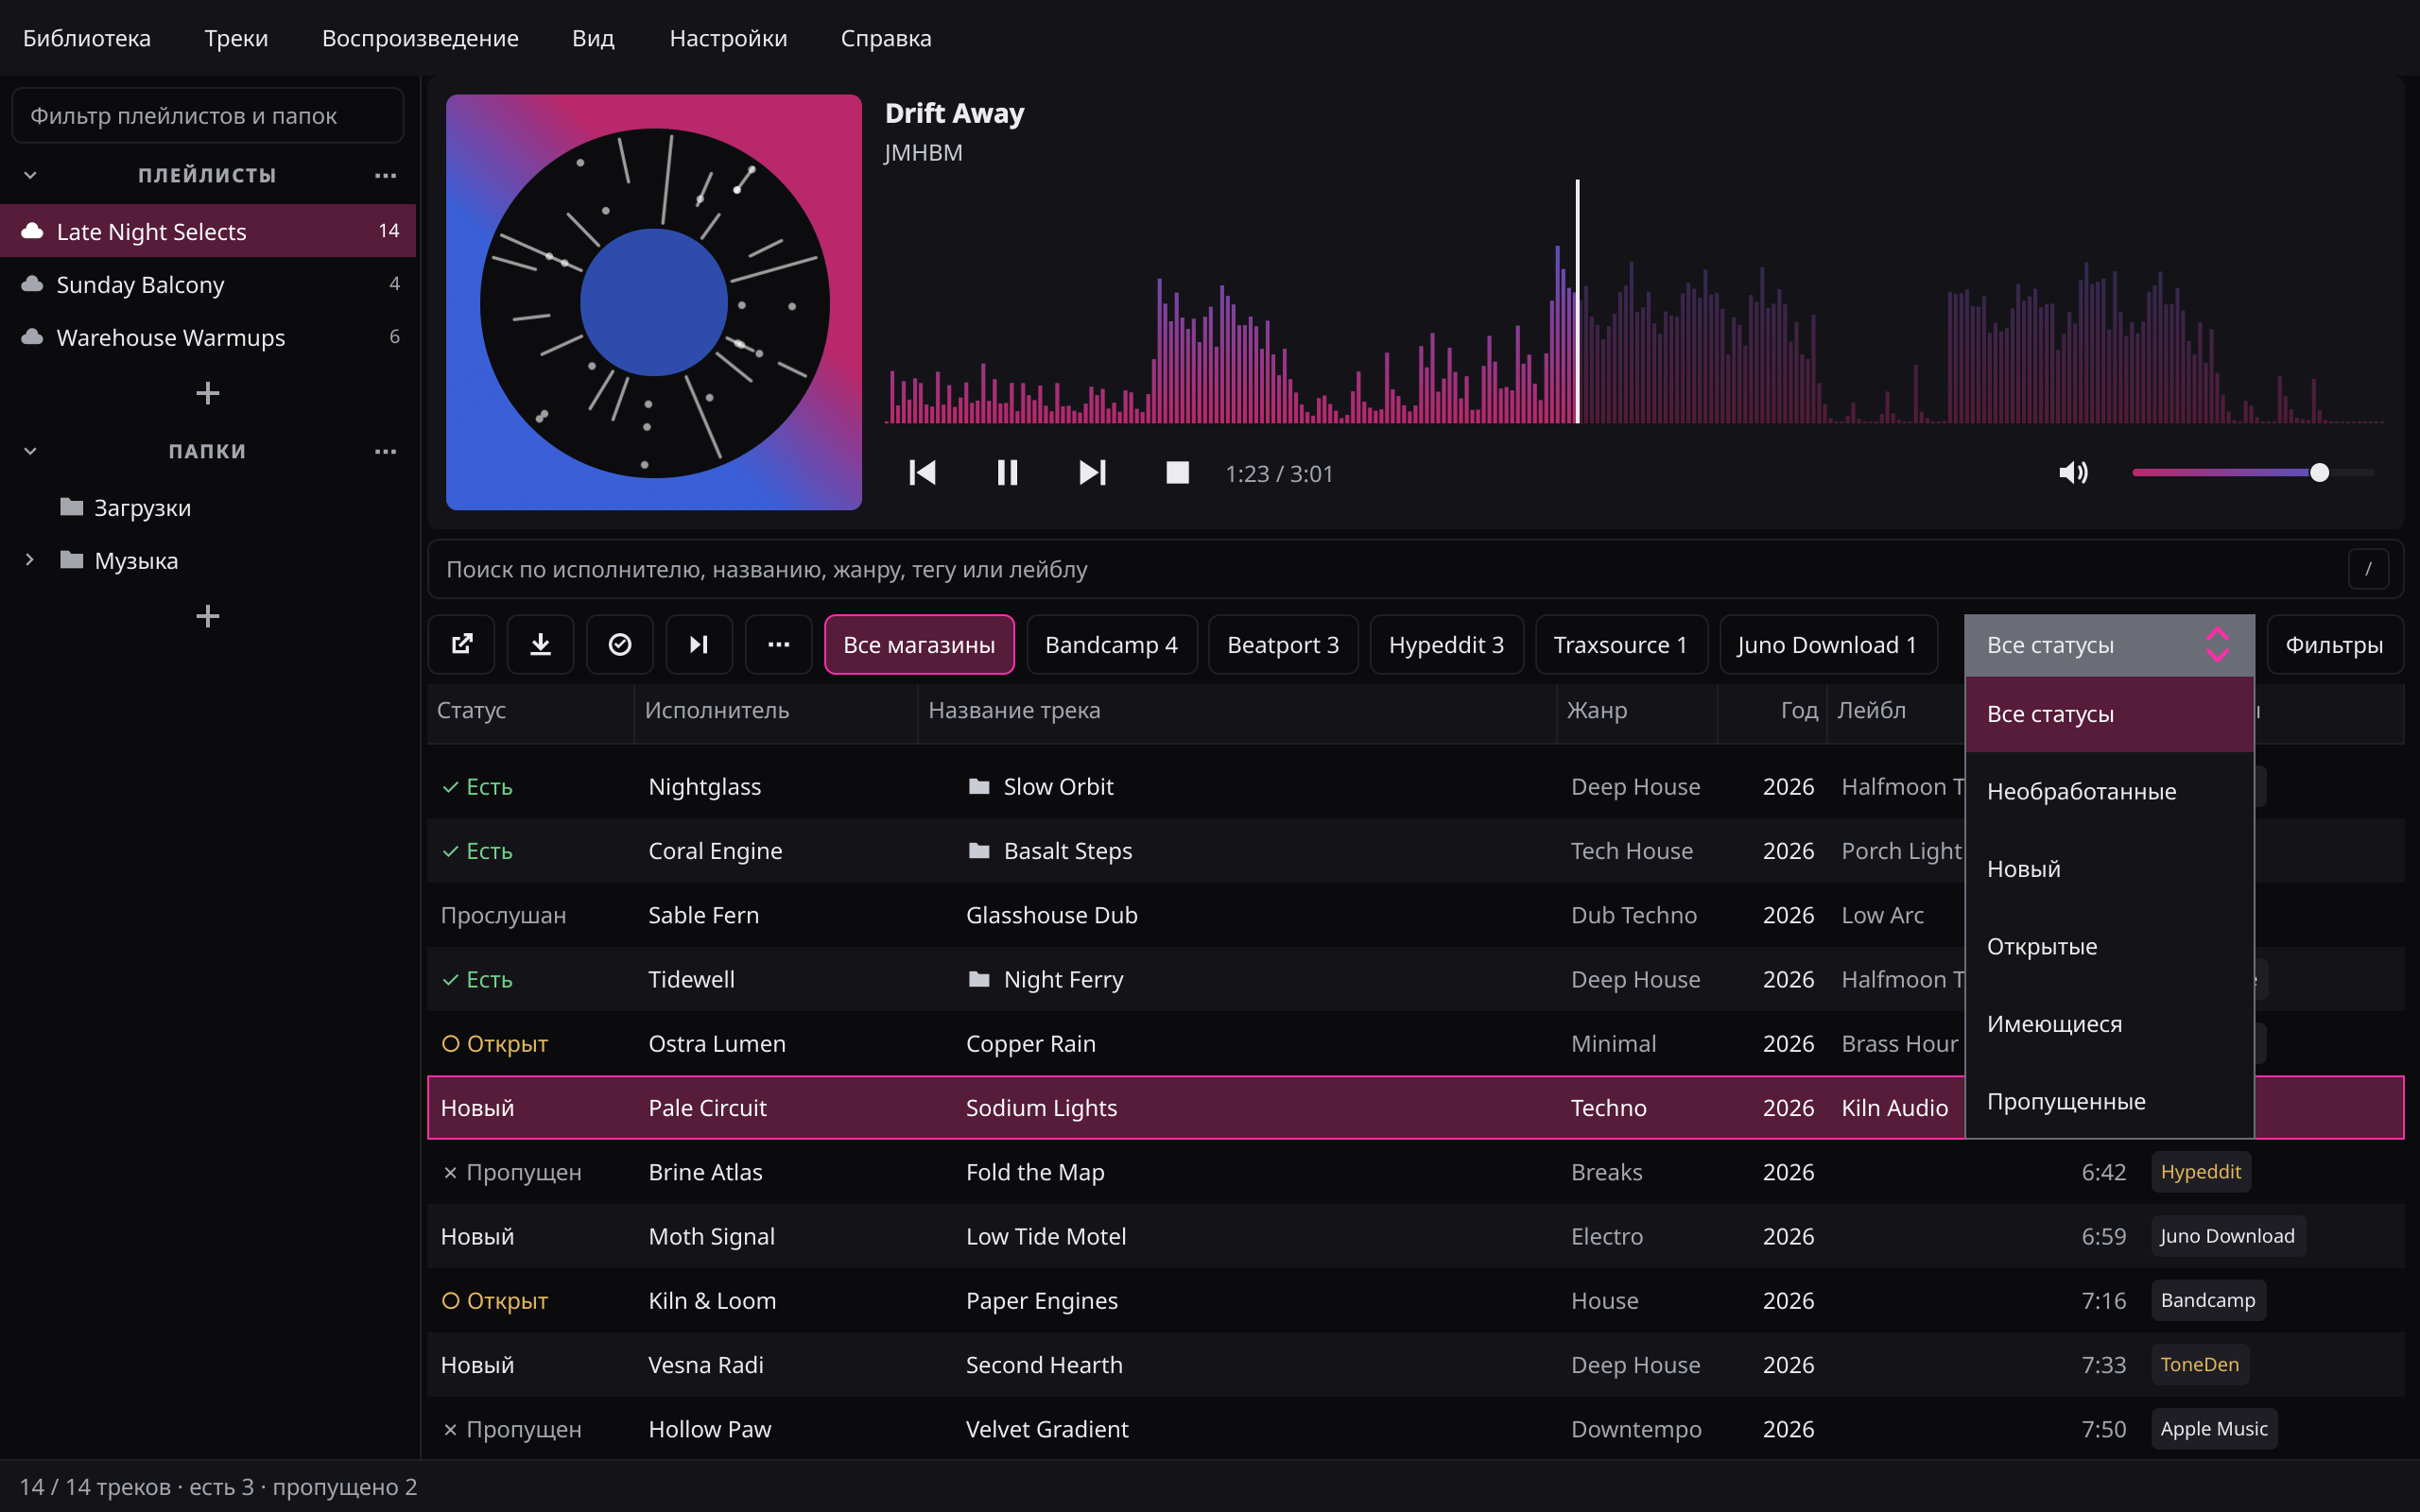 Библиотека Треки Воспроизведение Вид Настройки Справка
Фильтр плейлистов и папок
ПЛЕЙЛИСТЫ
Late Night Selects 14
Sunday Balcony 4
Warehouse Warmups 6
ПАПКИ
Загрузки
Музыка
Drift Away
JMHBM
1:23 / 3:01
Поиск по исполнителю, названию, жанру, тегу или лейблу /
Все магазины Bandcamp 4 Beatport 3 Hypeddit 3 Traxsource 1 Juno Download 1 Все статусы Фильтры
Все статусы
Необработанные
Новый
Открытые
Имеющиеся
Пропущенные
Статус Исполнитель Название трека Жанр Год Лейбл
Есть Nightglass Slow Orbit Deep House 2026 Halfmoon
Есть Coral Engine Basalt Steps Tech House 2026 Porch Light
Прослушан Sable Fern Glasshouse Dub Dub Techno 2026 Low Arc
Есть Tidewell Night Ferry Deep House 2026 Halfmoon
Открыт Ostra Lumen Copper Rain Minimal 2026 Brass Hour
Новый Pale Circuit Sodium Lights Techno 2026 Kiln Audio
Пропущен Brine Atlas Fold the Map Breaks 2026 6:42 Hypeddit
Новый Moth Signal Low Tide Motel Electro 2026 6:59 Juno Download
Открыт Kiln & Loom Paper Engines House 2026 7:16 Bandcamp
Новый Vesna Radi Second Hearth Deep House 2026 7:33 ToneDen
Пропущен Hollow Paw Velvet Gradient Downtempo 2026 7:50 Apple Music
14 / 14 треков · есть 3 · пропущено 2